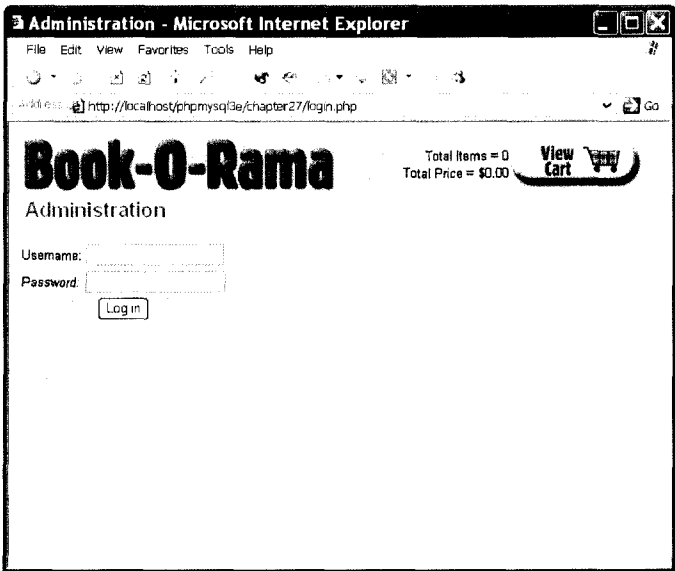 Administration - Microsoft Internet Explorer
File Edit View Favorites Tools Help
Address http://localhost/phpmysql3e/chapter27/login.php Go
Book-O-Rama
Total Items = 0
Total Price = $0.00
View Cart
Administration
Username:
Password:
Log in